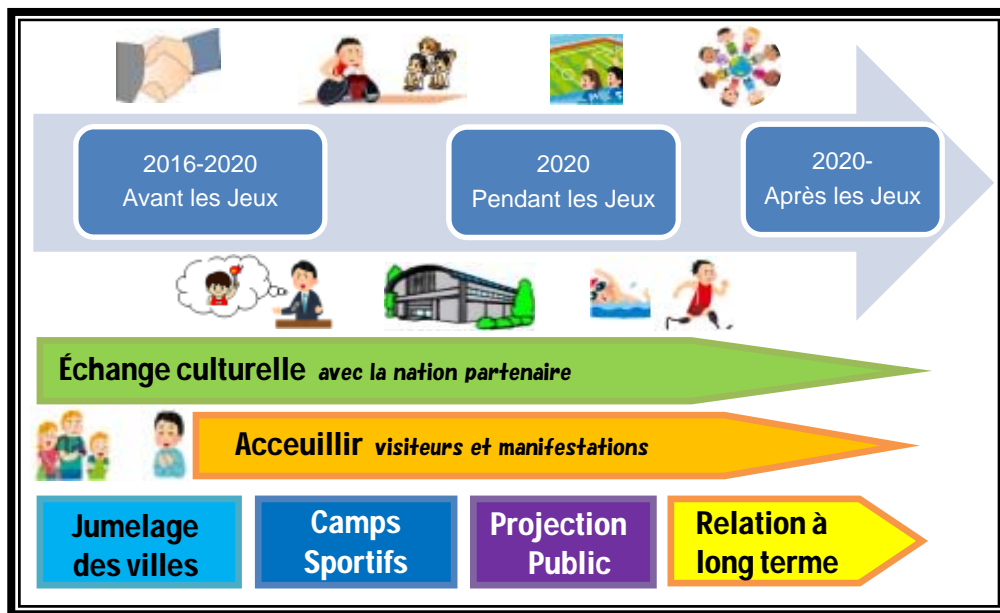 2016-2020
Avant les Jeux
2020
Pendant les Jeux
2020-
Après les Jeux
Échange culturelle avec la nation partenaire
Acceuillir visiteurs et manifestations
Jumelage
des villes
Camps
Sportifs
Projection
Public
Relation à
long terme